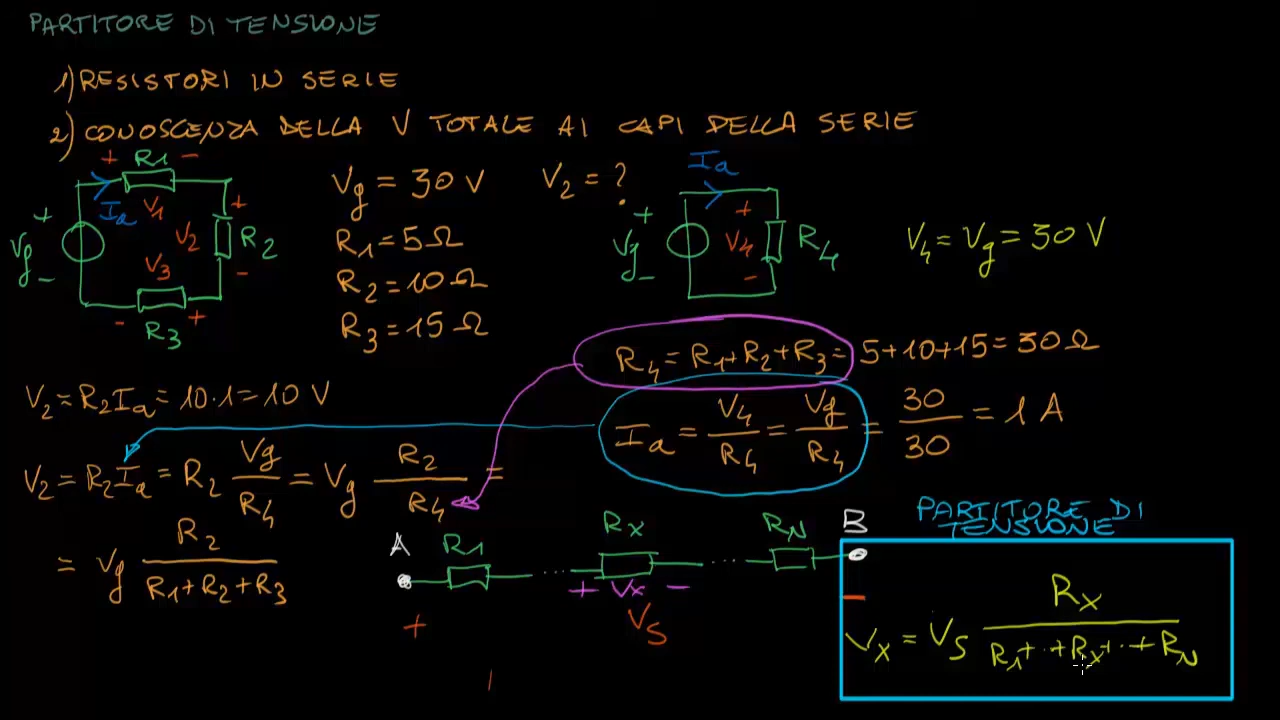 PARTITORE DI TENSIONE
1) RESISTORI IN SERIE
2) CONOSCENZA DELLA V TOTALE AI CAPI DELLA SERIE
+ R1 -
Ia
V1
+
Vg
-
+
V2
R2
-
V3
- +
R3
Vg = 30 V
V2 = ?
R1 = 5 Ω
R2 = 10 Ω
R3 = 15 Ω
Ia
+
Vg
-
+
V4
R4
-
V4 = Vg = 30 V
R4 = R1 + R2 + R3 = 5 + 10 + 15 = 30 Ω
V2 = R2 Ia = 10 · 1 = 10 V
Ia = V4/R4 = Vg/R4 = 30/30 = 1 A
V2 = R2 Ia = R2 Vg/R4 = Vg R2/R4 =
= Vg R2/(R1 + R2 + R3)
A R1 ... RX ... RN B
+ VX -
+ VS -
PARTITORE DI
TENSIONE
VX = VS RX/(R1 + ·· + RX + ·· + RN)